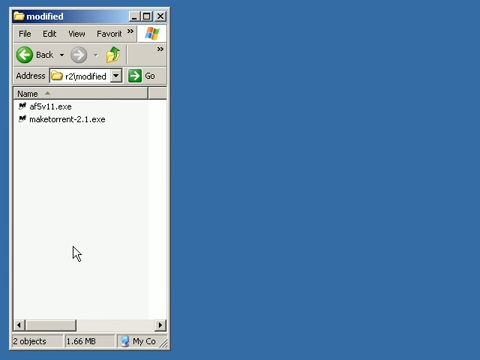 modified
File Edit View Favorit »
Back »
Address r2\modified Go
Name
af5v11.exe
maketorrent-2.1.exe
2 objects 1.66 MB My Co